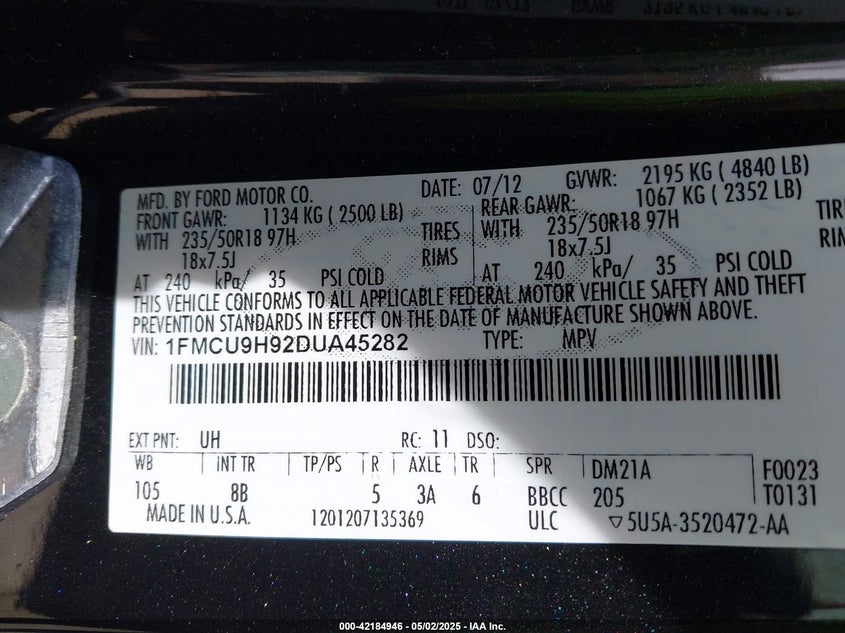 MFD. BY FORD MOTOR CO. DATE: 07/12 GVWR: 2195 KG ( 4840 LB)
FRONT GAWR: 1134 KG ( 2500 LB) REAR GAWR: 1067 KG ( 2352 LB)
WITH 235/50R18 97H TIRES WITH 235/50R18 97H
18x7.5J RIMS 18x7.5J
AT 240 kPa/ 35 PSI COLD AT 240 kPa/ 35 PSI COLD
THIS VEHICLE CONFORMS TO ALL APPLICABLE FEDERAL MOTOR VEHICLE SAFETY AND THEFT
PREVENTION STANDARDS IN EFFECT ON THE DATE OF MANUFACTURE SHOWN ABOVE.
VIN: 1FMCU9H92DUA45282 TYPE: MPV
EXT PNT: UH RC: 11 DSO:
WB INT TR TP/PS R AXLE TR SPR DM21A F0023
105 8B 5 3A 6 BBCC 205 T0131
MADE IN U.S.A. 1201207135369 ULC ▽5U5A-3520472-AA
000-42184946 - 05/02/2025 - IAA Inc.